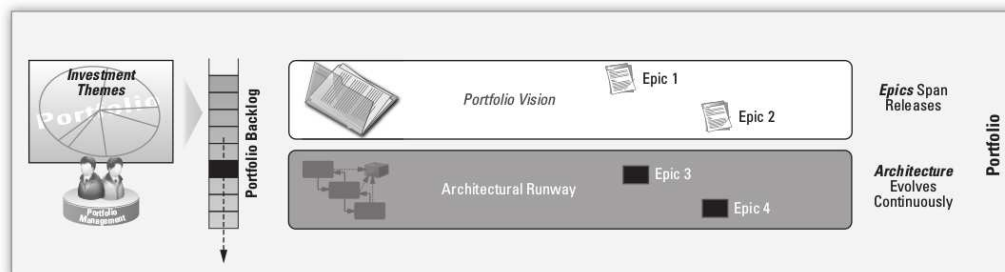 Investment
Themes
Portfolio
Portfolio
Management
Portfolio Backlog
Portfolio Vision
Epic 1
Epic 2
Epics Span
Releases
Architectural Runway
Epic 3
Epic 4
Architecture
Evolves
Continuously
Portfolio